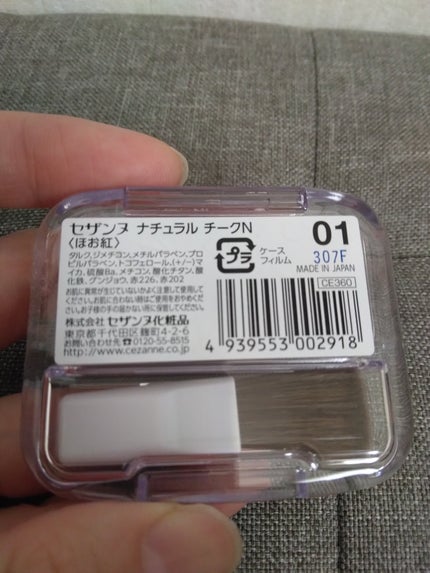 セザンヌ ナチュラル チークN
〈ほお紅〉
タルク,ジメチコン,メチルパラベン,プロ
ピルパラベン,トコフェロール,(+/-)マ
イカ,硫酸Ba,メチコン,酸化チタン,酸
化鉄,グンジョウ,赤226,赤202
お肌に異常が生じていないかよく注意して使用して
ください。お肌に合わない時はご使用をおやめくだ
さい。お子様の手の届かない所に保管してください。
株式会社 セザンヌ化粧品
東京都千代田区麹町4-2-6
お問い合わせ先☎0120-55-8515
http://www.cezanne.co.jp
プラ
ケース
フィルム
01
307F
MADE IN JAPAN
CE360
4 939553 002918